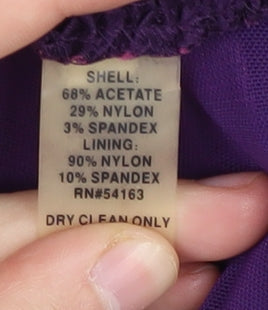 SHELL:
68% ACETATE
29% NYLON
3% SPANDEX
LINING:
90% NYLON
10% SPANDEX
RN#54163
DRY CLEAN ONLY